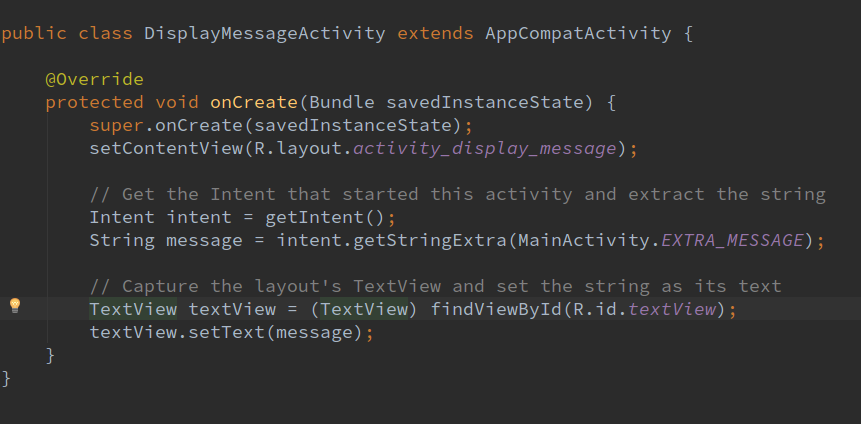 public class DisplayMessageActivity extends AppCompatActivity {
@Override
protected void onCreate(Bundle savedInstanceState) {
super.onCreate(savedInstanceState);
setContentView(R.layout.activity_display_message);
// Get the Intent that started this activity and extract the string
Intent intent = getIntent();
String message = intent.getStringExtra(MainActivity.EXTRA_MESSAGE);
// Capture the layout's TextView and set the string as its text
TextView textView = (TextView) findViewById(R.id.textView);
textView.setText(message);
}
}